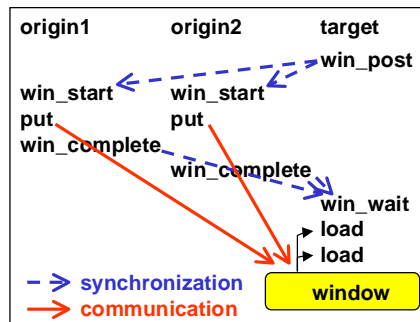 origin1 origin2 target
win_post
win_start win_start
put put
win_complete
win_complete
win_wait
load
load
synchronization
window
communication